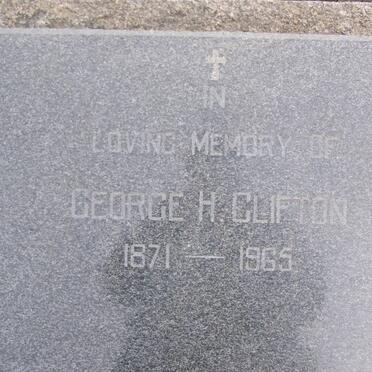 IN
LOVING MEMORY OF
GEORGE H. CLIFTON
1871 — 1965